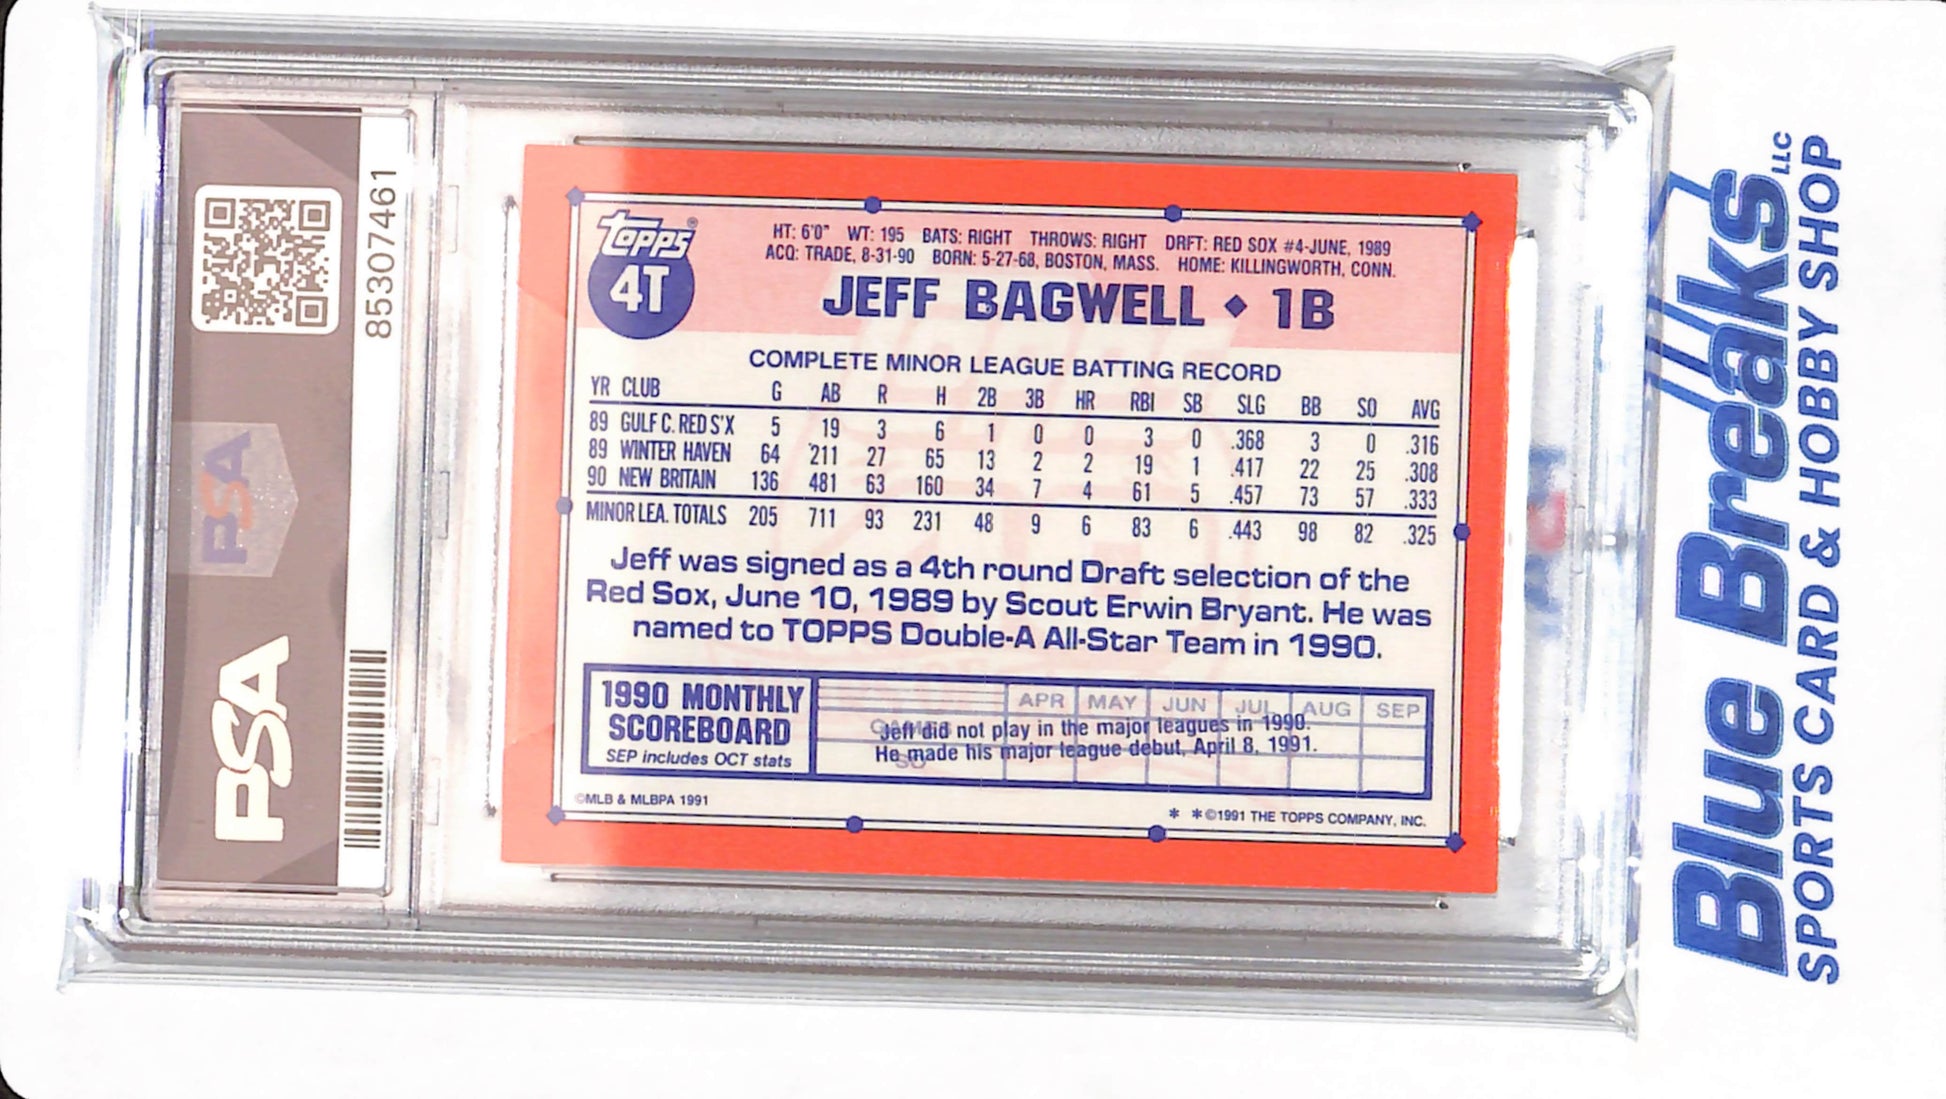 Topps®
4T
HT: 6'0" WT: 195 BATS: RIGHT THROWS: RIGHT DRFT: RED SOX #4-JUNE, 1989
ACQ: TRADE, 8-31-90 BORN: 5-27-68, BOSTON, MASS. HOME: KILLINGWORTH, CONN.
JEFF BAGWELL ◆ 1B
COMPLETE MINOR LEAGUE BATTING RECORD
YR CLUB G AB R H 2B 3B HR RBI SB SLG BB SO AVG
89 GULF C. RED S'X 5 19 3 6 1 0 0 3 0 .368 3 0 .316
89 WINTER HAVEN 64 211 27 65 13 2 2 19 1 .417 22 25 .308
90 NEW BRITAIN 136 481 63 160 34 7 4 61 5 .457 73 57 .333
MINOR LEA. TOTALS 205 711 93 231 48 9 6 83 6 .443 98 82 .325
Jeff was signed as a 4th round Draft selection of the
Red Sox, June 10, 1989 by Scout Erwin Bryant. He was
named to TOPPS Double-A All-Star Team in 1990.
1990 MONTHLY
SCOREBOARD
SEP includes OCT stats
APR MAY JUN JUL AUG SEP
GAMES
Jeff did not play in the major leagues in 1990.
He made his major league debut, April 8, 1991.
©MLB & MLBPA 1991
* *©1991 THE TOPPS COMPANY, INC.
85307461
PSA
PSA
Blue Breaks LLC
SPORTS CARD & HOBBY SHOP